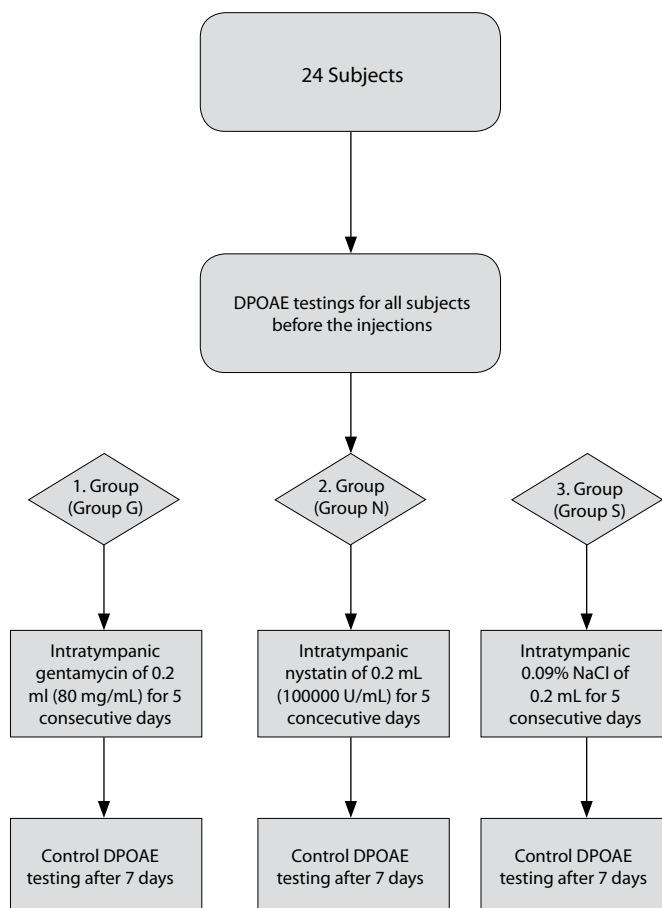 24 Subjects
DPOAE testings for all subjects
before the injections
1. Group
(Group G)
2. Group
(Group N)
3. Group
(Group S)
Intratympanic
gentamycin of 0.2
ml (80 mg/mL) for 5
consecutive days
Intratympanic
nystatin of 0.2 mL
(100000 U/mL) for 5
concecutive days
Intratympanic
0.09% NaCl of
0.2 mL for 5
consecutive days
Control DPOAE
testing after 7 days
Control DPOAE
testing after 7 days
Control DPOAE
testing after 7 days